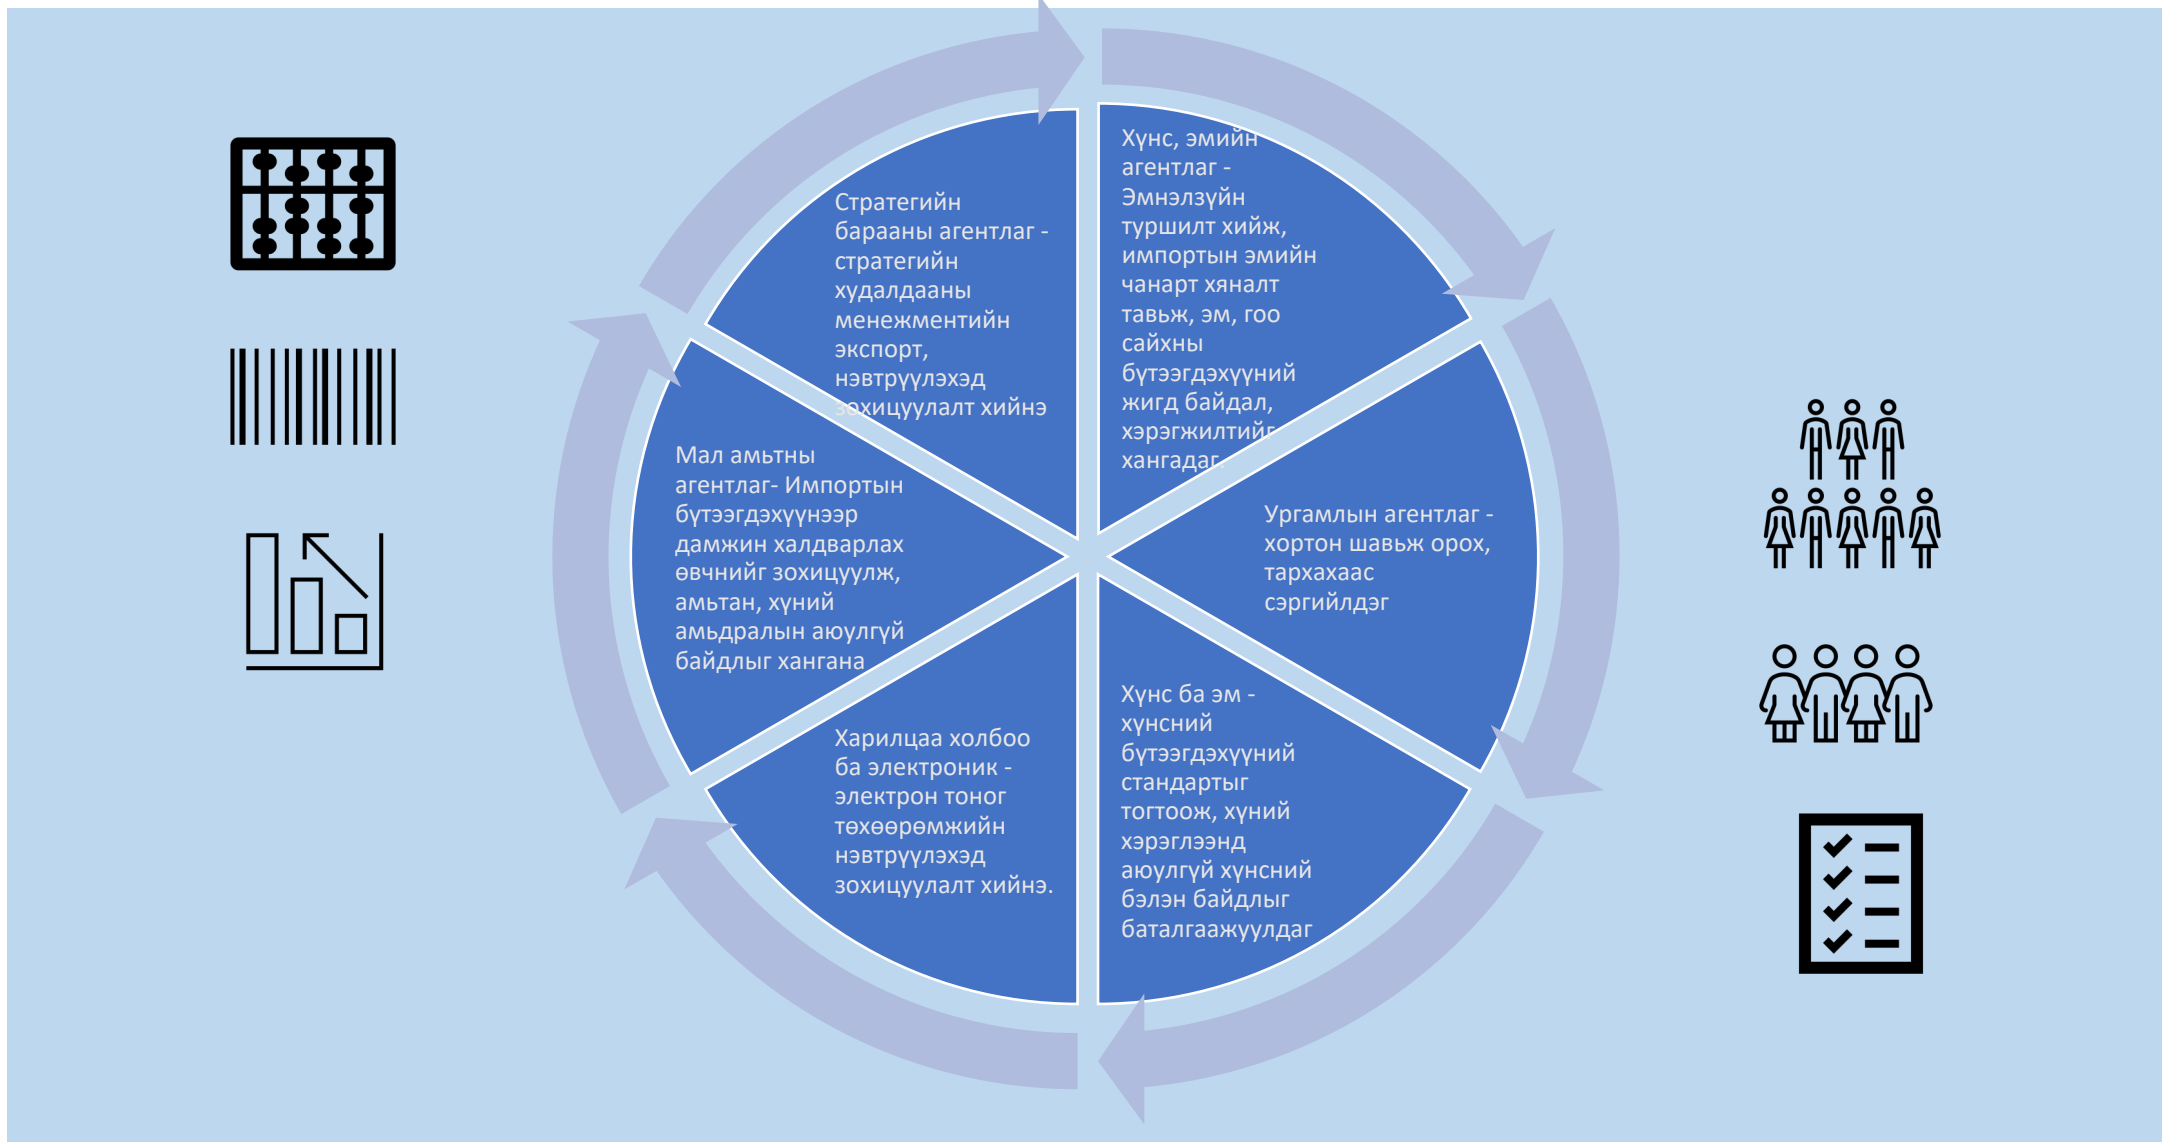 Хүнс, эмийн
агентлаг -
Эмнэлзүйн
туршилт хийж,
импортын эмийн
чанарт хяналт
тавьж, эм, гоо
сайхны
бүтээгдэхүүний
жигд байдал,
хэрэгжилтийг
хангадаг.
Ургамлын агентлаг -
хортон шавьж орох,
тархахаас
сэргийлдэг
Хүнс ба эм -
хүнсний
бүтээгдэхүүний
стандартыг
тогтоож, хүний
хэрэглээнд
аюулгүй хүнсний
бэлэн байдлыг
баталгаажуулдаг
Харилцаа холбоо
ба электроник -
электрон тоног
төхөөрөмжийн
нэвтрүүлэхэд
зохицуулалт хийнэ.
Мал амьтны
агентлаг- Импортын
бүтээгдэхүүнээр
дамжин халдварлах
өвчнийг зохицуулж,
амьтан, хүний
амьдралын аюулгүй
байдлыг хангана
Стратегийн
барааны агентлаг -
стратегийн
худалдааны
менежментийн
экспорт,
нэвтрүүлэхэд
зохицуулалт хийнэ